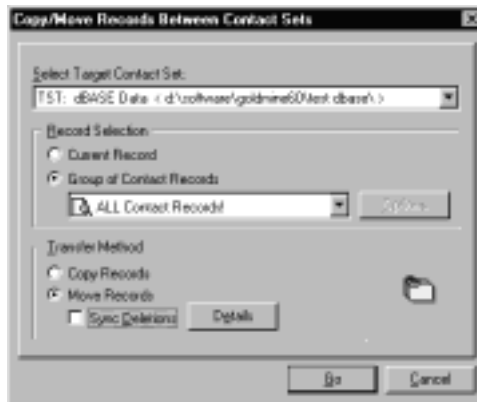 Copy/Move Records Between Contact Sets
Select Target Contact Set:
TST: dBASE Data < d:\software\goldmine60\test dbase\ >
Record Selection
Current Record
Group of Contact Records
ALL Contact Records!
Options
Transfer Method
Copy Records
Move Records
Sync Deletions
Details
Go
Cancel